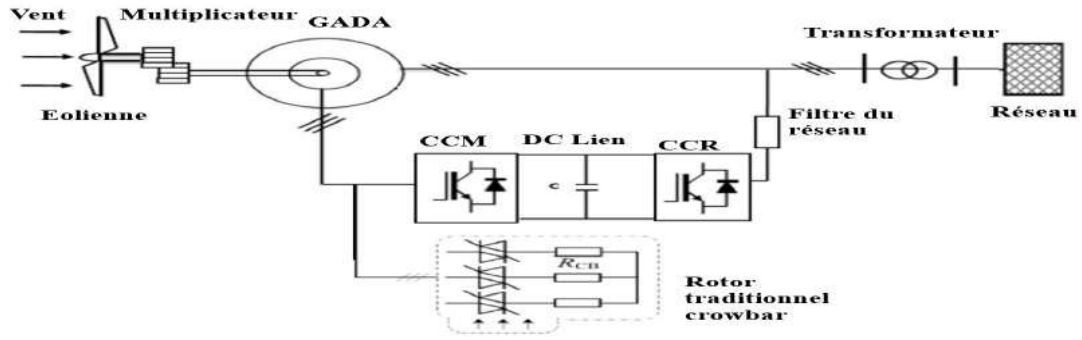 Vent
Multiplicateur
GADA
Transformateur
Eolienne
Filtre du
réseau
Réseau
CCM
DC Lien
CCR
c
RCB
Rotor
traditionnel
crowbar